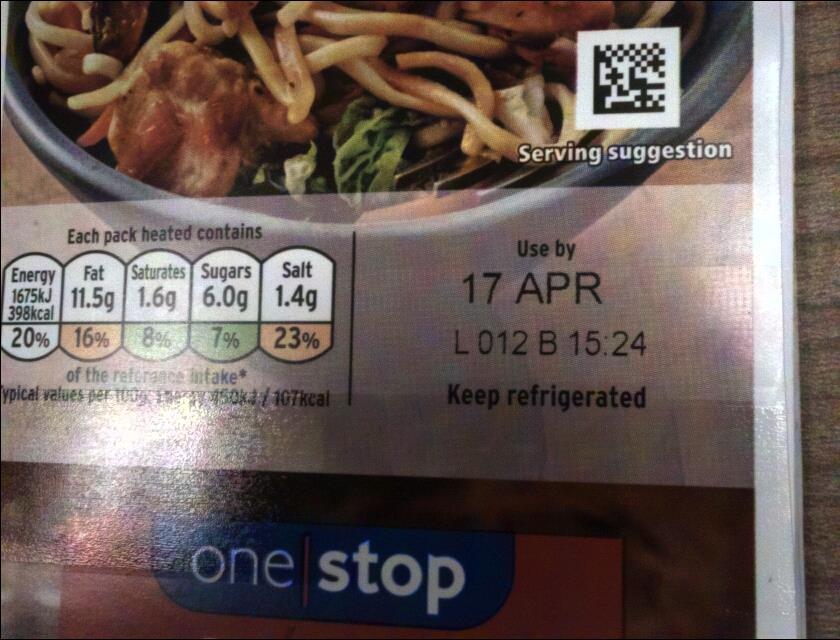 Serving suggestion
Each pack heated contains
Energy
1675kJ
398kcal
20%
Fat
11.5g
16%
Saturates
1.6g
8%
Sugars
6.0g
7%
Salt
1.4g
23%
of the reference intake*
Typical values per 100g: Energy 450kJ / 107kcal
Use by
17 APR
L 012 B 15:24
Keep refrigerated
one stop